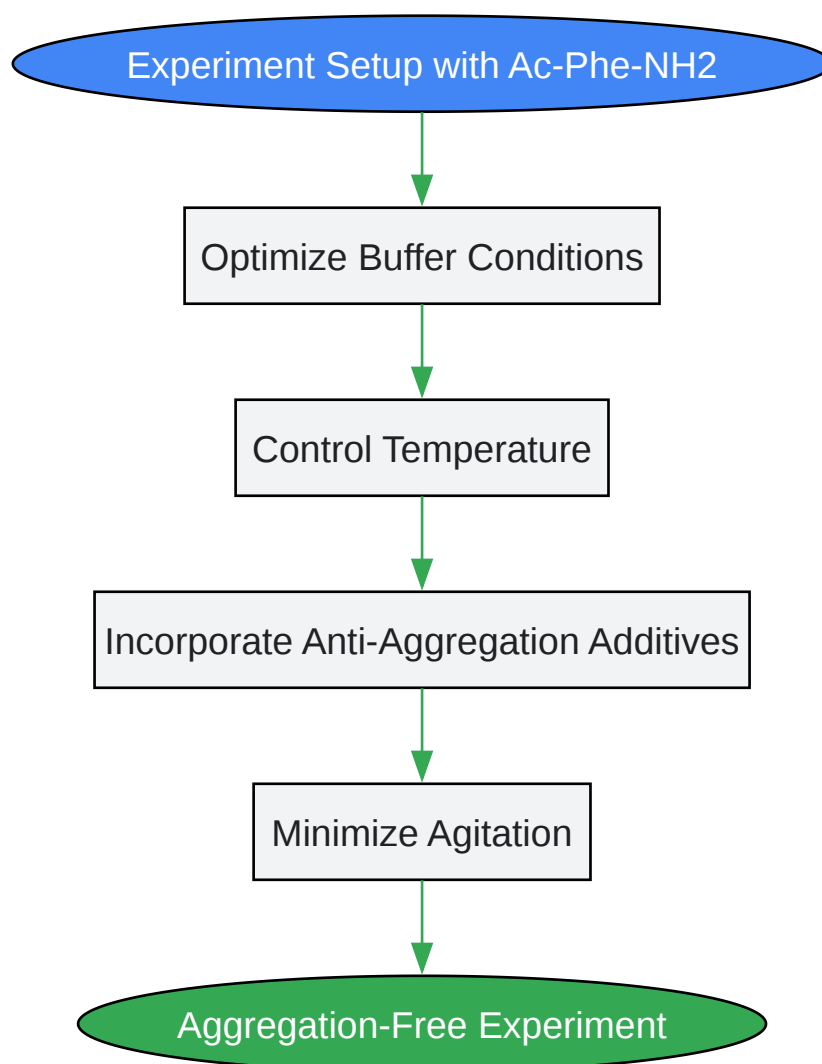 Experiment Setup with Ac-Phe-NH2
Optimize Buffer Conditions
Control Temperature
Incorporate Anti-Aggregation Additives
Minimize Agitation
Aggregation-Free Experiment